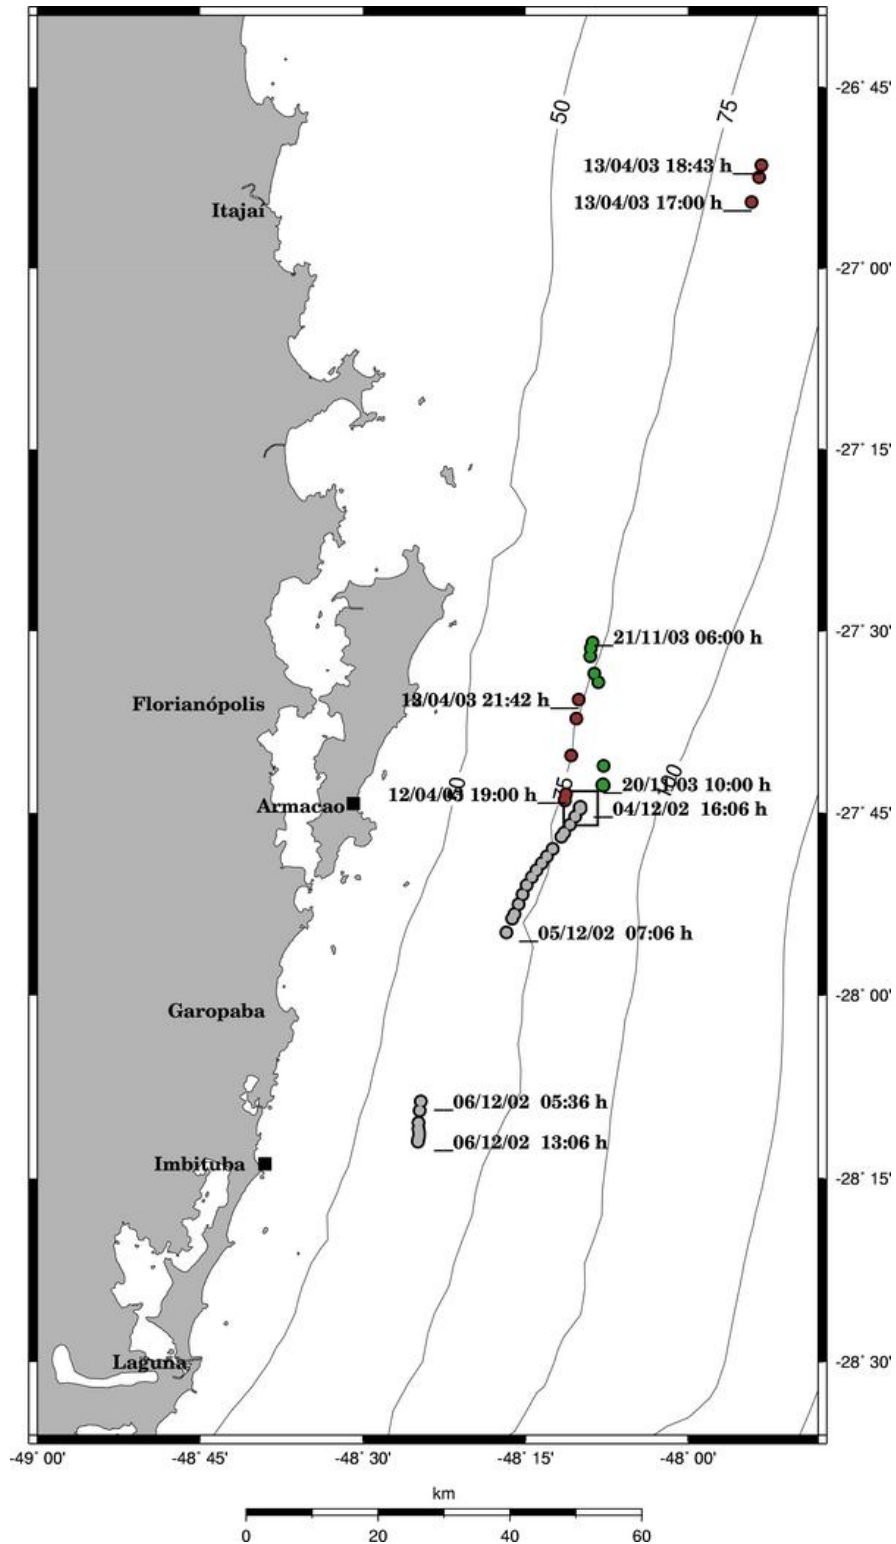 -26° 45'
50
75
13/04/03 18:43 h
13/04/03 17:00 h
Itajaí
-27° 00'
-27° 15'
-27° 30'
21/11/03 06:00 h
/04/03 21:42 h
Florianópolis
20/11/03 10:00 h
12/04/03 19:00 h
04/12/02 16:06 h
Armacao
-27° 45'
05/12/02 07:06 h
-28° 00'
Garopaba
06/12/02 05:36 h
06/12/02 13:06 h
Imbituba
-28° 15'
Laguna
-28° 30'
-49° 00' -48° 45' -48° 30' -48° 15' -48° 00'
km
0 20 40 60